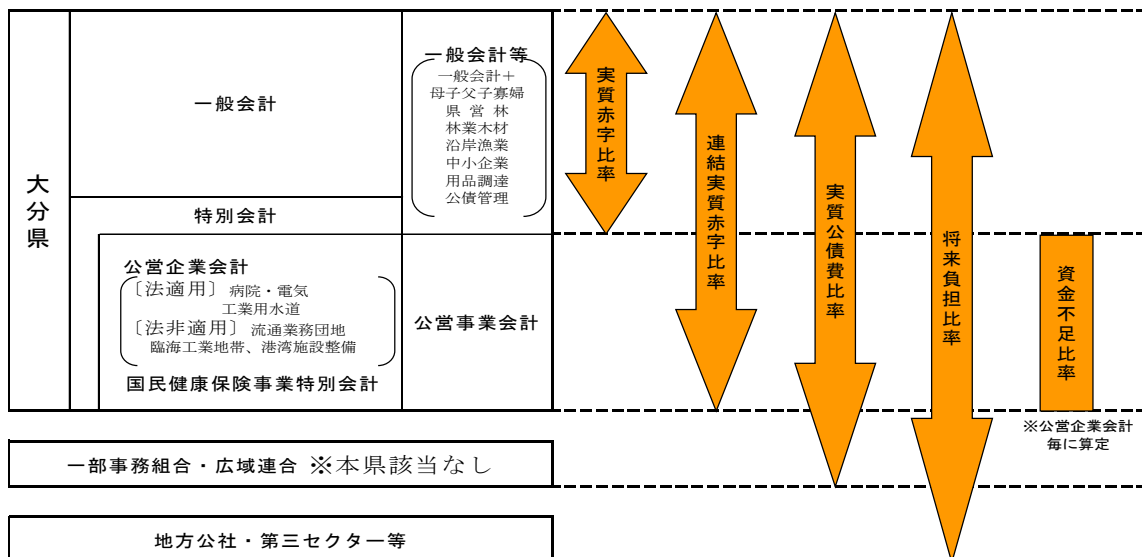 大分県
一般会計
一般会計等
一般会計＋
母子父子寡婦
県営林
林業木材
沿岸漁業
中小企業
用品調達
公債管理
特別会計
公営企業会計
〔法適用〕病院・電気
工業用水道
〔法非適用〕流通業務団地
臨海工業地帯、港湾施設整備
国民健康保険事業特別会計
公営事業会計
実質赤字比率
連結実質赤字比率
実質公債費比率
将来負担比率
資金不足比率
※公営企業会計
毎に算定
一部事務組合・広域連合 ※本県該当なし
地方公社・第三セクター等